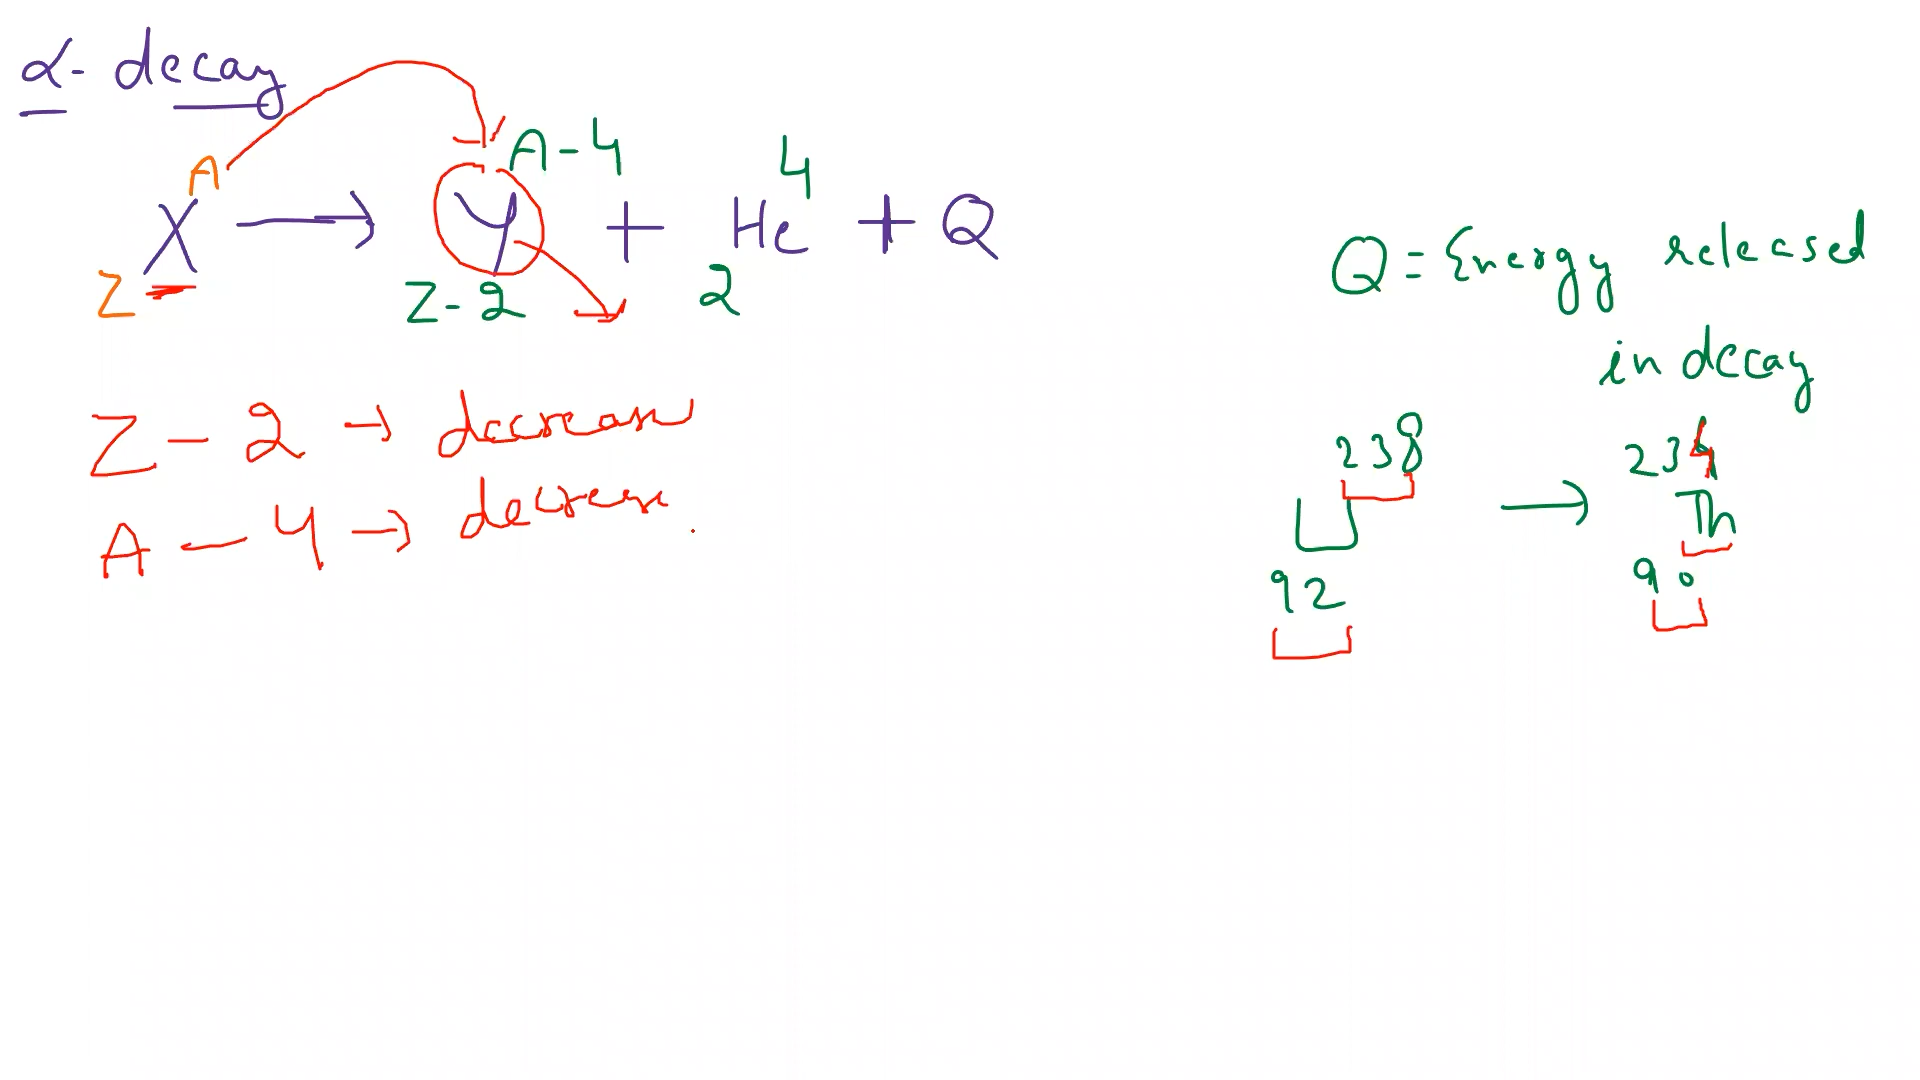 α- decay
A A-4 4
X → Y + He + Q
Z Z-2 2
Z - 2 → decrease
A - 4 → decrease
Q = Energy released
in decay
238 234
U → Th
92 90